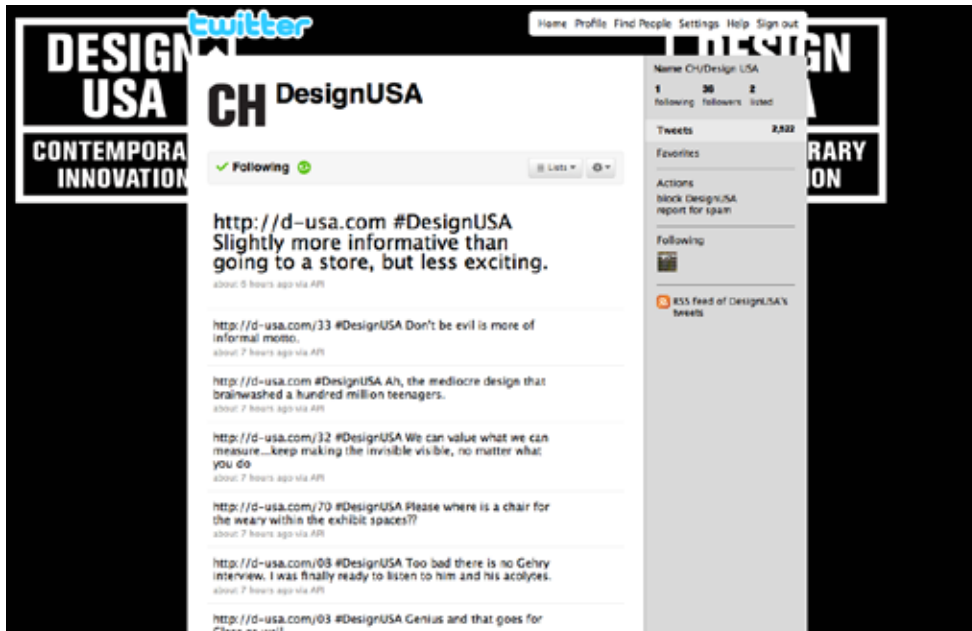 twitter
Home Profile Find People Settings Help Sign out
DESIGN
USA
CONTEMPORA
INNOVATION
DESIGN
A
RARY
ION
CH DesignUSA
Following
Lists
http://d-usa.com #DesignUSA
Slightly more informative than
going to a store, but less exciting.
about 6 hours ago via API
http://d-usa.com/33 #DesignUSA Don't be evil is more of
informal motto.
about 7 hours ago via API
http://d-usa.com #DesignUSA Ah, the mediocre design that
brainwashed a hundred million teenagers.
about 7 hours ago via API
http://d-usa.com/32 #DesignUSA We can value what we can
measure...keep making the invisible visible, no matter what
you do
about 7 hours ago via API
http://d-usa.com/70 #DesignUSA Please where is a chair for
the weary within the exhibit spaces??
about 7 hours ago via API
http://d-usa.com/08 #DesignUSA Too bad there is no Gehry
interview. I was finally ready to listen to him and his acolytes.
about 7 hours ago via API
http://d-usa.com/03 #DesignUSA Genius and that goes for
Name CH/Design USA
1 36 2
following followers listed
Tweets 2,522
Favorites
Actions
block DesignUSA
report for spam
Following
RSS feed of DesignUSA's
tweets